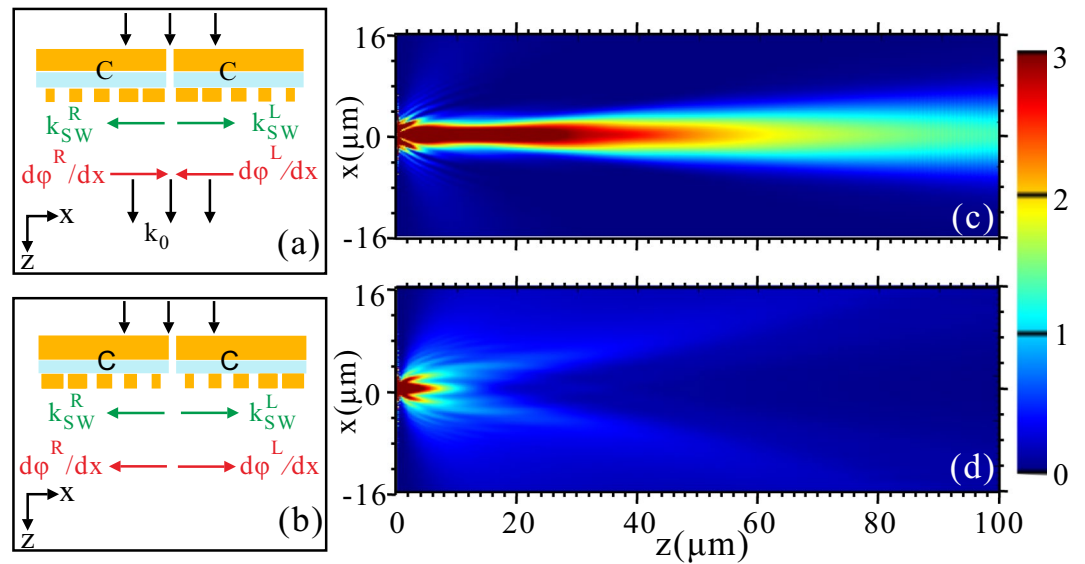 C C
k_SW^R k_SW^L
dφ^R/dx dφ^L/dx
x
k_0
z
(a)
C C
k_SW^R k_SW^L
dφ^R/dx dφ^L/dx
x
z
(b)
16
x(μm)
0
-16
(c)
16
x(μm)
0
-16
(d)
0 20 40 60 80 100
z(μm)
3
2
1
0